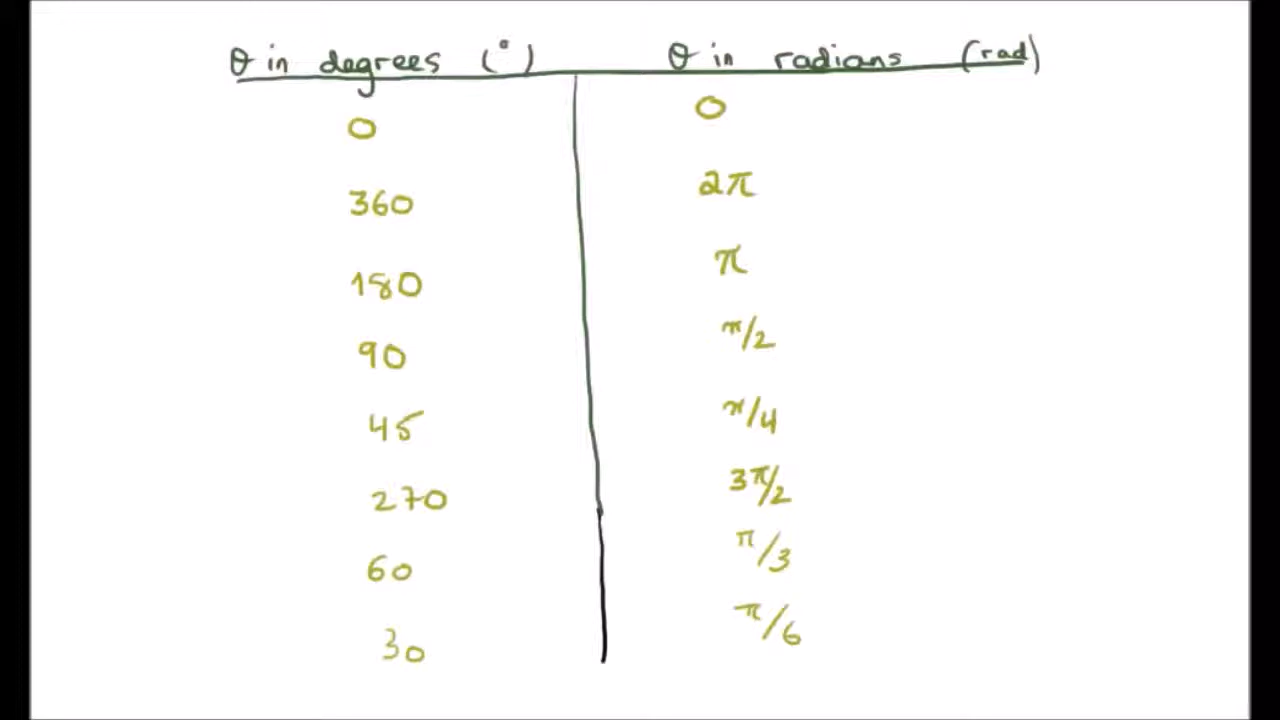 θ in degrees (°) θ in radians (rad)
0 0
360 2π
180 π
90 π/2
45 π/4
270 3π/2
60 π/3
30 π/6